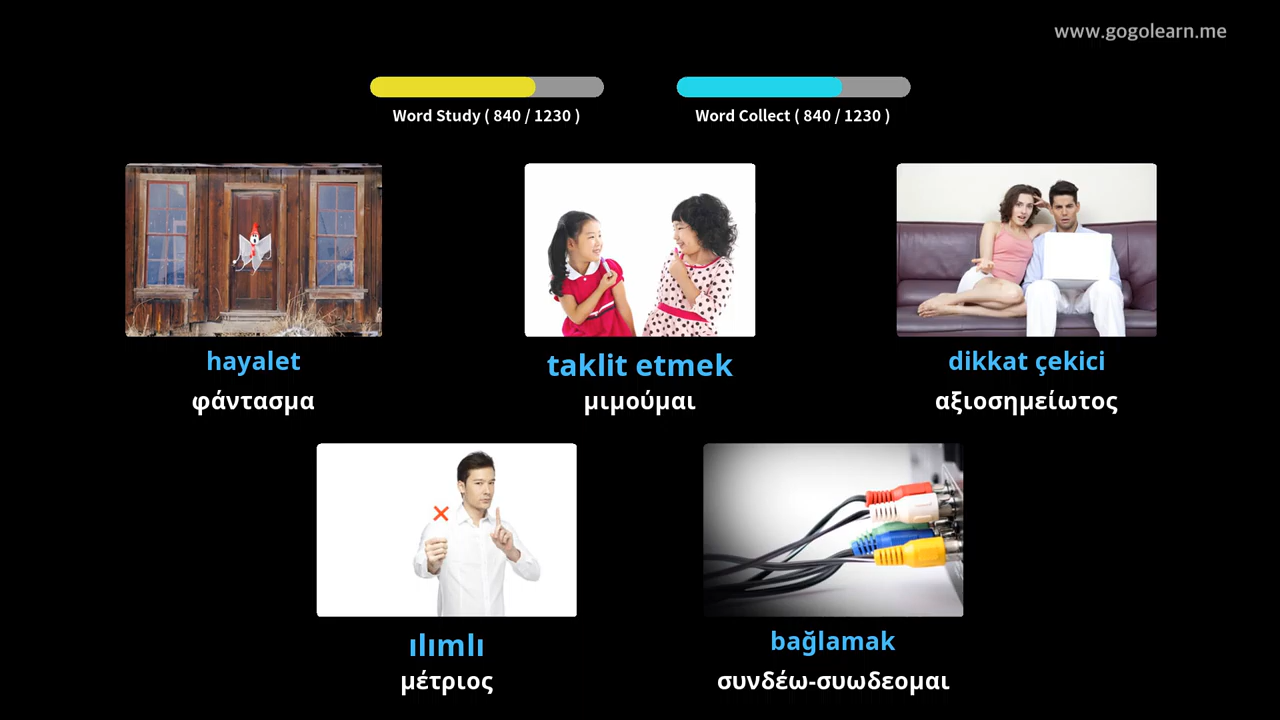 www.gogolearn.me
Word Study ( 840 / 1230 )
Word Collect ( 840 / 1230 )
hayalet
φάντασμα
taklit etmek
μιμούμαι
dikkat çekici
αξιοσημείωτος
ılımlı
μέτριος
bağlamak
συνδέω-συωδεομαι